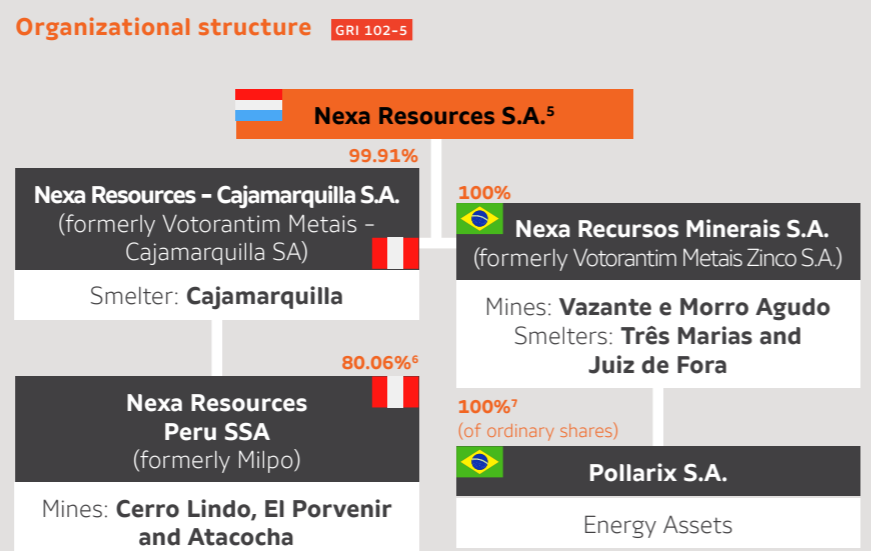 Organizational structure GRI 102-5
Nexa Resources S.A.⁵
99.91%
Nexa Resources – Cajamarquilla S.A.
(formerly Votorantim Metais –
Cajamarquilla SA)
Smelter: Cajamarquilla
100%
Nexa Recursos Minerais S.A.
(formerly Votorantim Metais Zinco S.A.)
Mines: Vazante e Morro Agudo
Smelters: Três Marias and
Juiz de Fora
80.06%⁶
Nexa Resources
Peru SSA
(formerly Milpo)
Mines: Cerro Lindo, El Porvenir
and Atacocha
100%⁷
(of ordinary shares)
Pollarix S.A.
Energy Assets